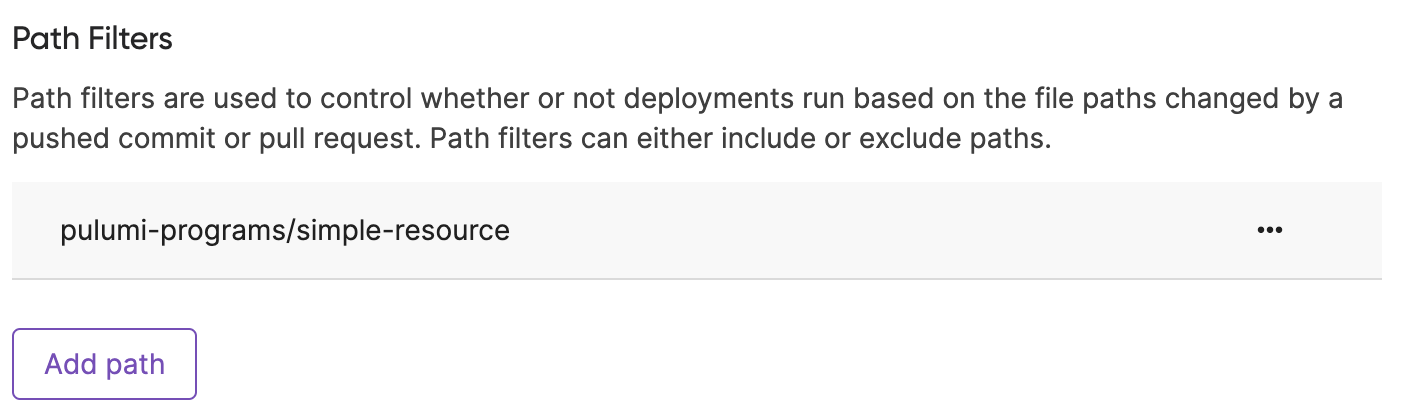 Path Filters
Path filters are used to control whether or not deployments run based on the file paths changed by a
pushed commit or pull request. Path filters can either include or exclude paths.
pulumi-programs/simple-resource
Add path